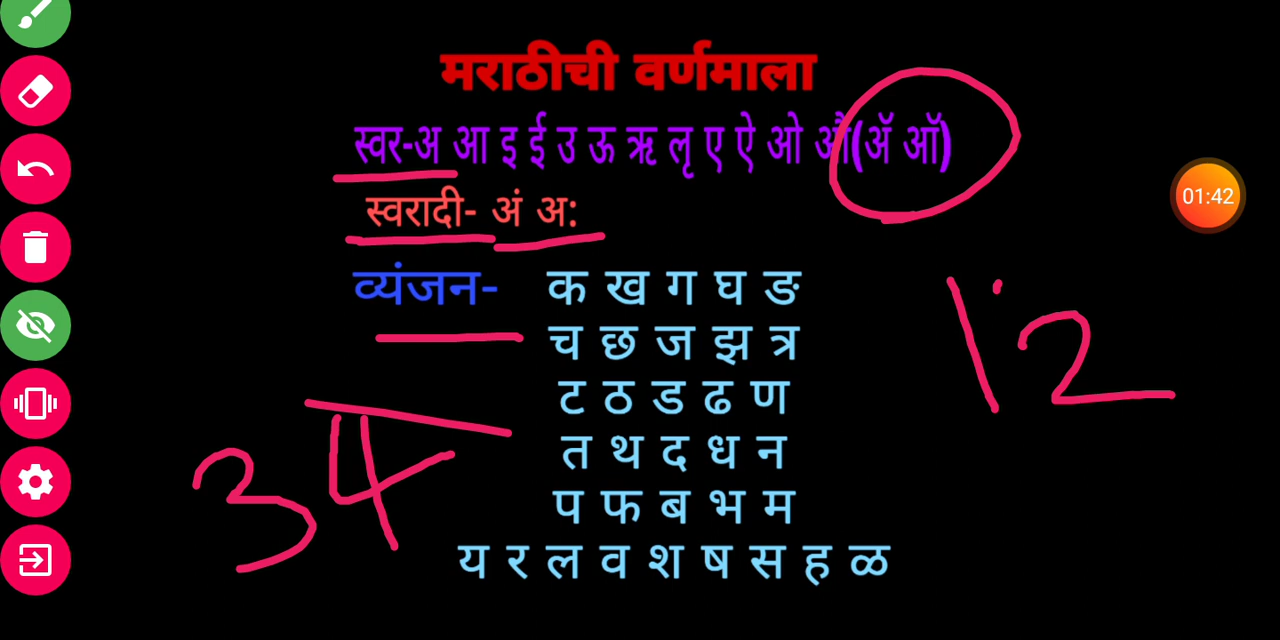 मराठीची वर्णमाला
स्वर-अ आ इ ई उ ऊ ऋ लृ ए ऐ ओ औ(ॲ ऑ)
स्वरादी- अं अ:
01:42
व्यंजन- क ख ग घ ङ
च छ ज झ त्र
12
ट ठ ड ढ ण
34
त थ द ध न
प फ ब भ म
य र ल व श ष स ह ळ